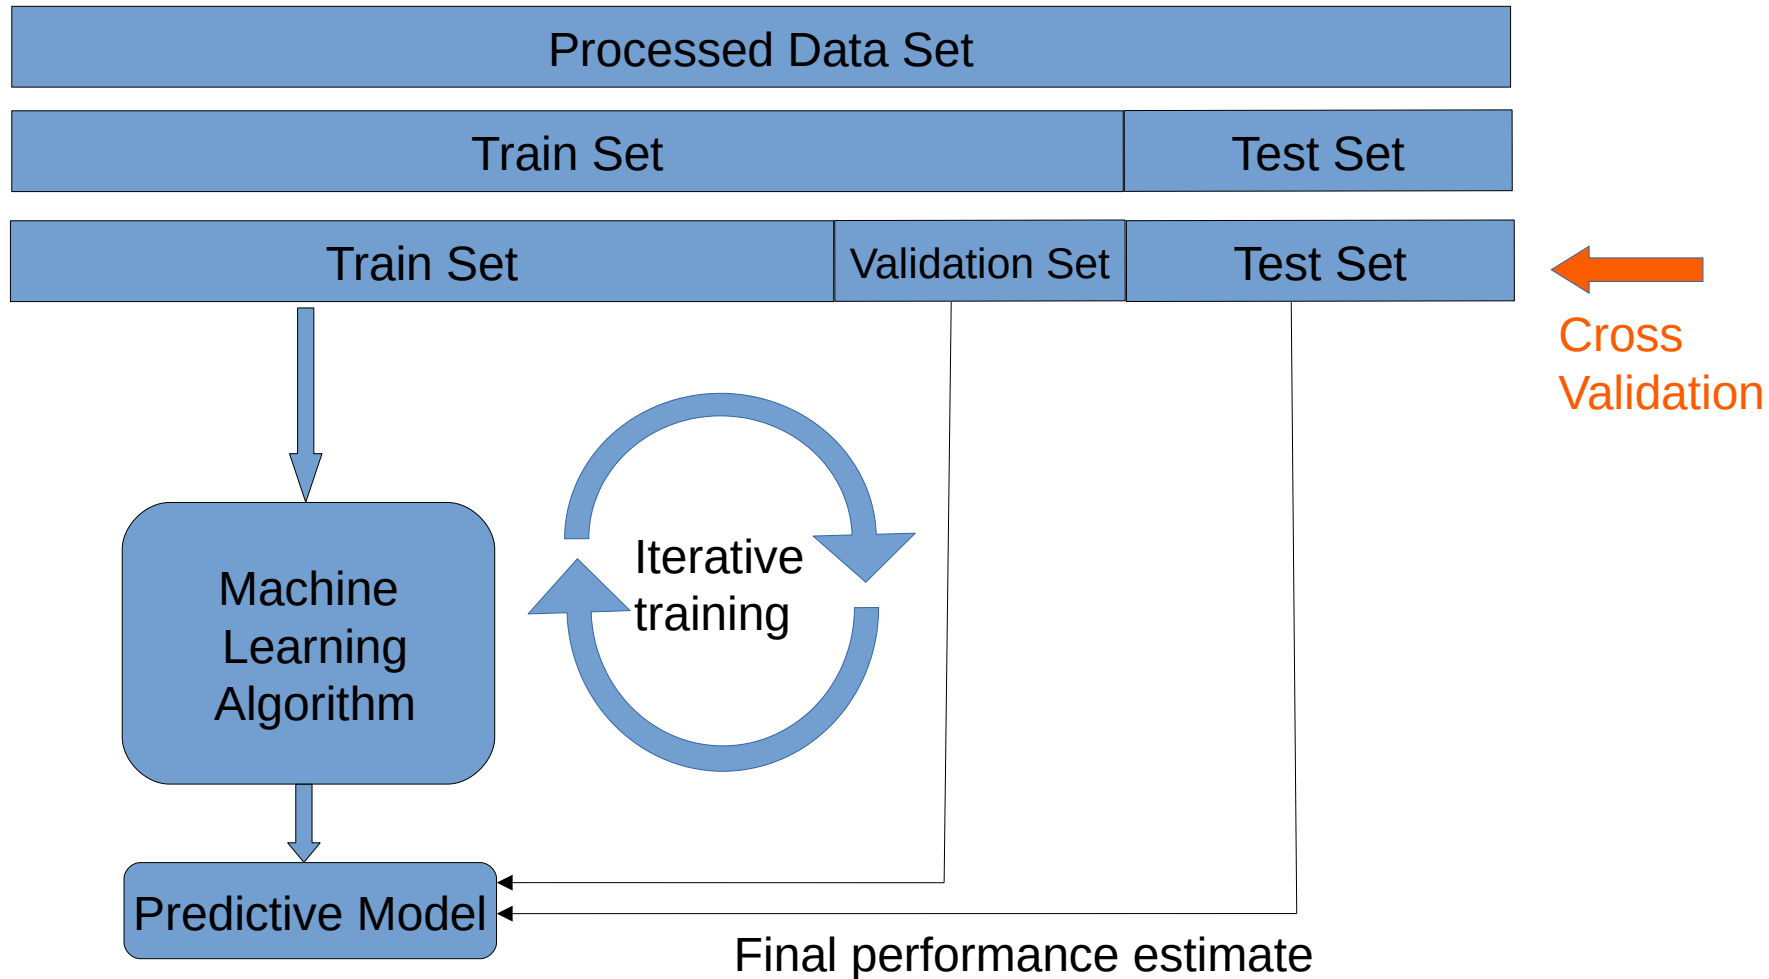 Processed Data Set
Train Set
Test Set
Train Set
Validation Set
Test Set
Cross
Validation
Iterative
training
Machine
Learning
Algorithm
Predictive Model
Final performance estimate